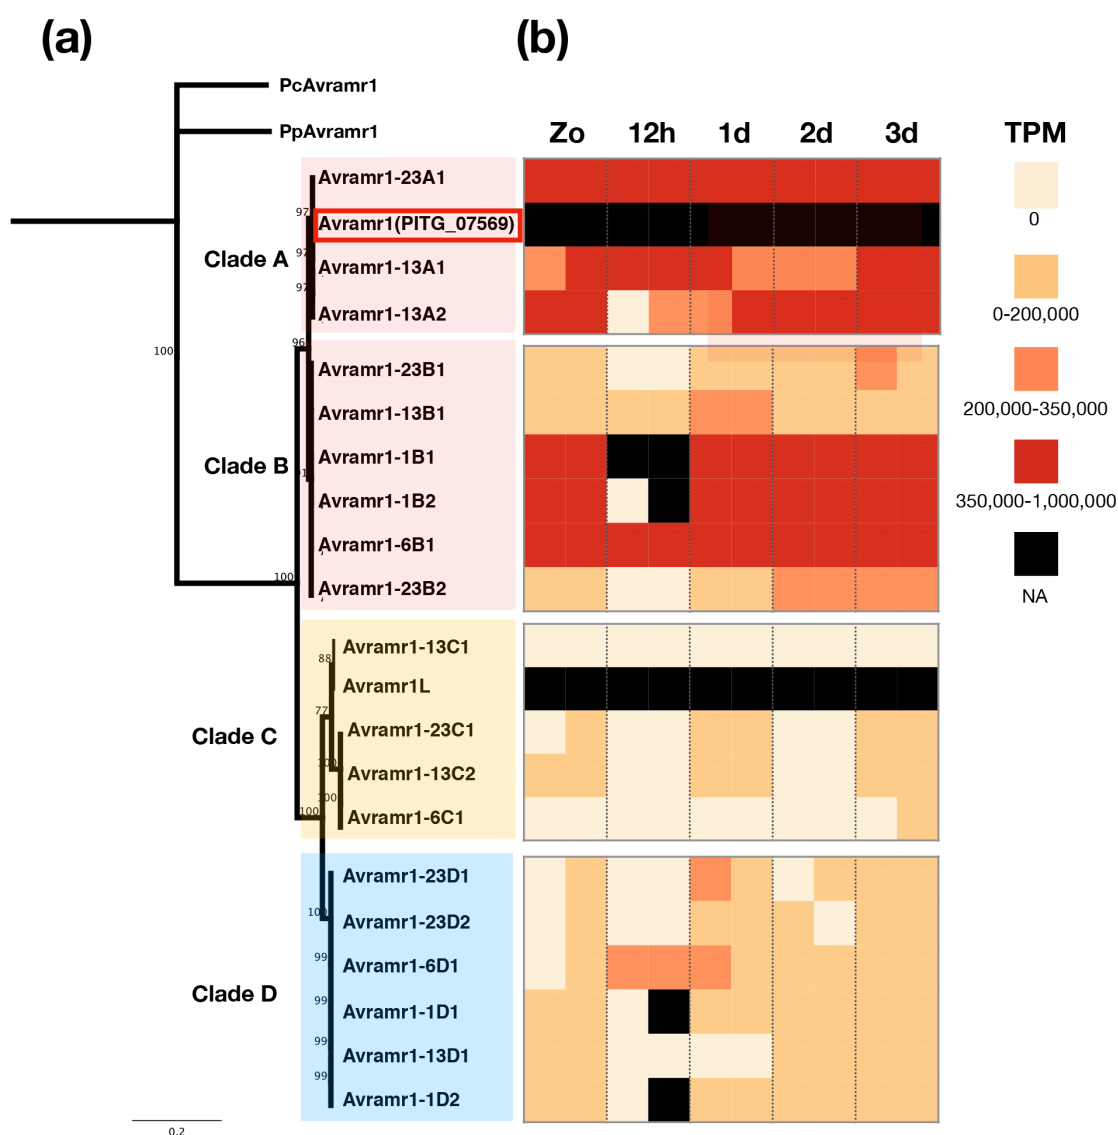 (a)
(b)
PcAvramr1
PpAvramr1
Zo 12h 1d 2d 3d TPM
Avramr1-23A1
97
Avramr1(PITG_07569)
0
Clade A
97
Avramr1-13A1
97
Avramr1-13A2
0-200,000
96
100
Avramr1-23B1
200,000-350,000
Avramr1-13B1
Clade B
Avramr1-1B1
Avramr1-1B2
350,000-1,000,000
Avramr1-6B1
100
Avramr1-23B2
NA
Avramr1-13C1
88
Avramr1L
77
Clade C
Avramr1-23C1
100
Avramr1-13C2
100
100
Avramr1-6C1
Avramr1-23D1
100
Avramr1-23D2
99
Avramr1-6D1
Clade D
99
Avramr1-1D1
99
Avramr1-13D1
99
Avramr1-1D2
0.2